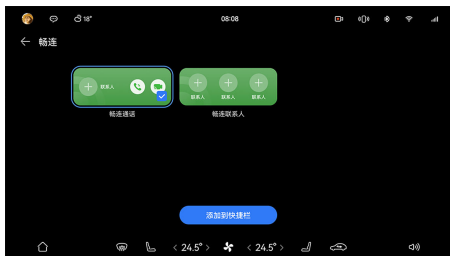 18° 08:08
畅连
联系人
联系人 联系人 联系人
畅连通话 畅连联系人
添加到快捷栏
24.5° 24.5°